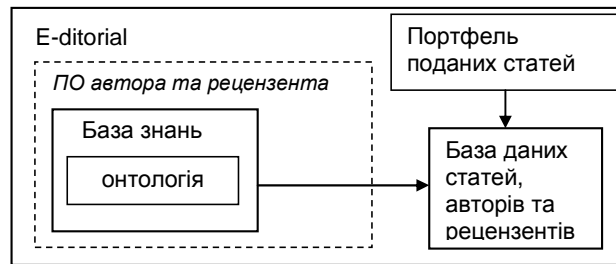 E-ditorial
Портфель
поданих статей
ПО автора та рецензента
База знань
онтологія
База даних
статей,
авторів та
рецензентів